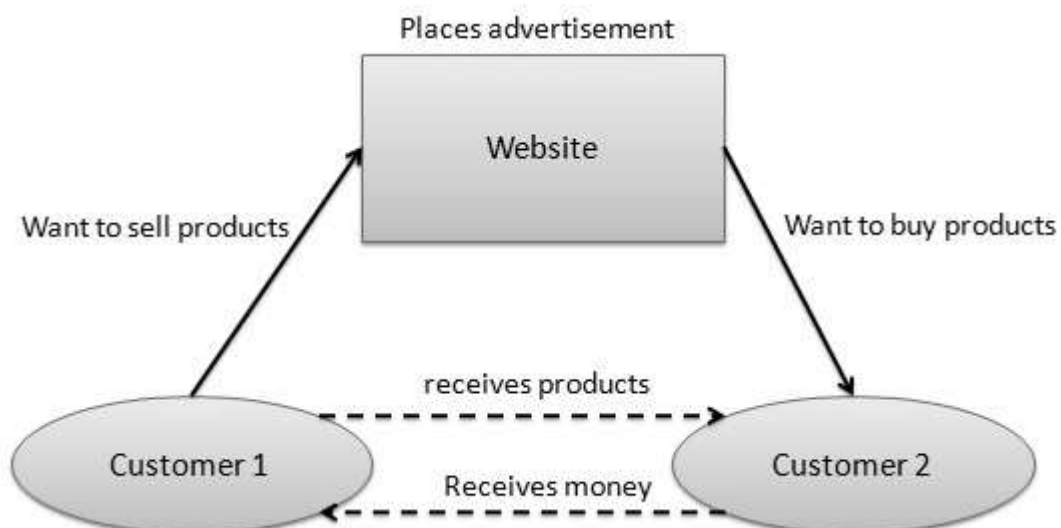 Places advertisement
Website
Want to sell products
Want to buy products
receives products
Customer 1
Customer 2
Receives money